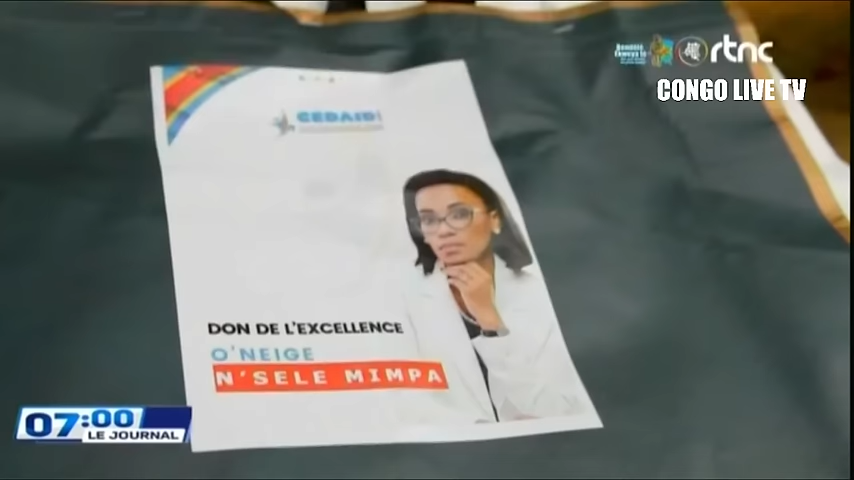 rtnc
CONGO LIVE TV
CEDAID
DON DE L'EXCELLENCE
O'NEIGE
N'SELE MIMPA
07:00
LE JOURNAL